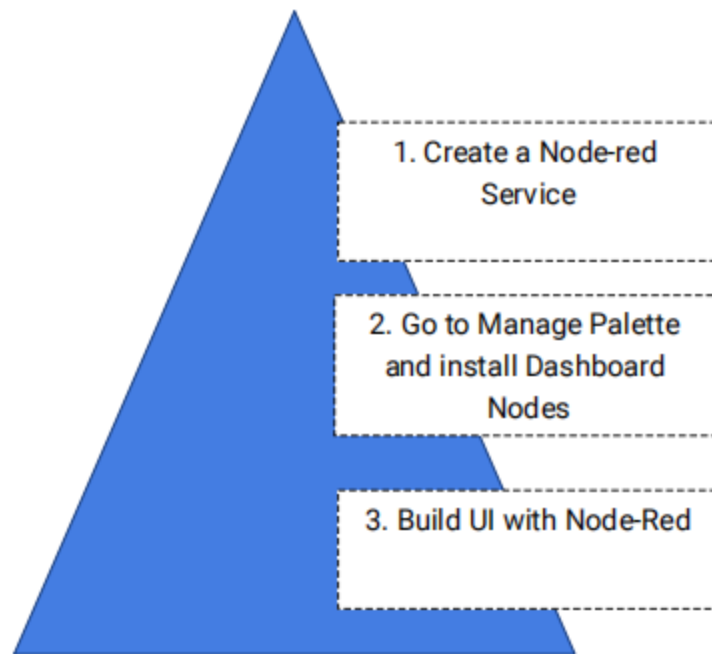 1. Create a Node-red
Service
2. Go to Manage Palette
and install Dashboard
Nodes
3. Build UI with Node-Red